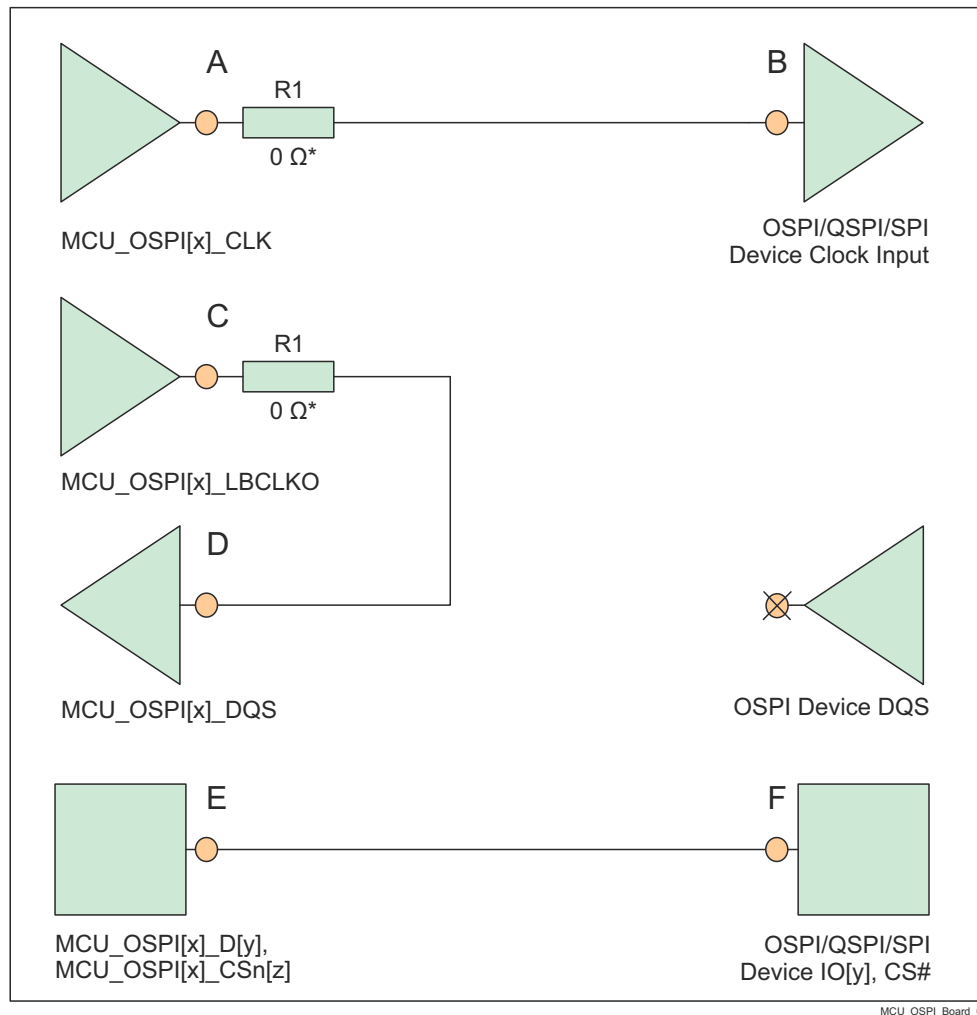 A
B
R1
0 Ω*
MCU_OSPI[x]_CLK
OSPI/QSPI/SPI
Device Clock Input
C
R1
0 Ω*
MCU_OSPI[x]_LBCLKO
D
MCU_OSPI[x]_DQS
OSPI Device DQS
E
F
MCU_OSPI[x]_D[y],
MCU_OSPI[x]_CSn[z]
OSPI/QSPI/SPI
Device IO[y], CS#
MCU_OSPI_Board